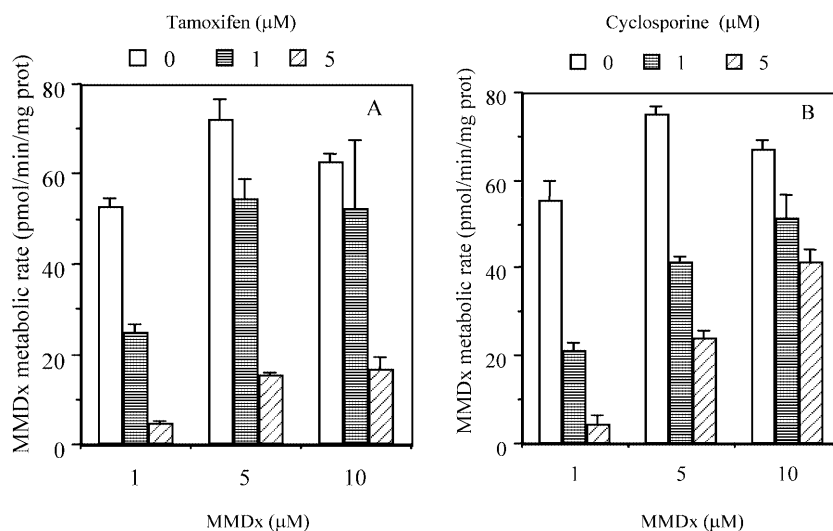 Tamoxifen (μM)
0 1 5
A
80
60
40
20
0
MMDx metabolic rate (pmol/min/mg prot)
1 5 10
MMDx (μM)
Cyclosporine (μM)
0 1 5
B
80
60
40
20
0
MMDx metabolic rate (pmol/min/mg prot)
1 5 10
MMDx (μM)